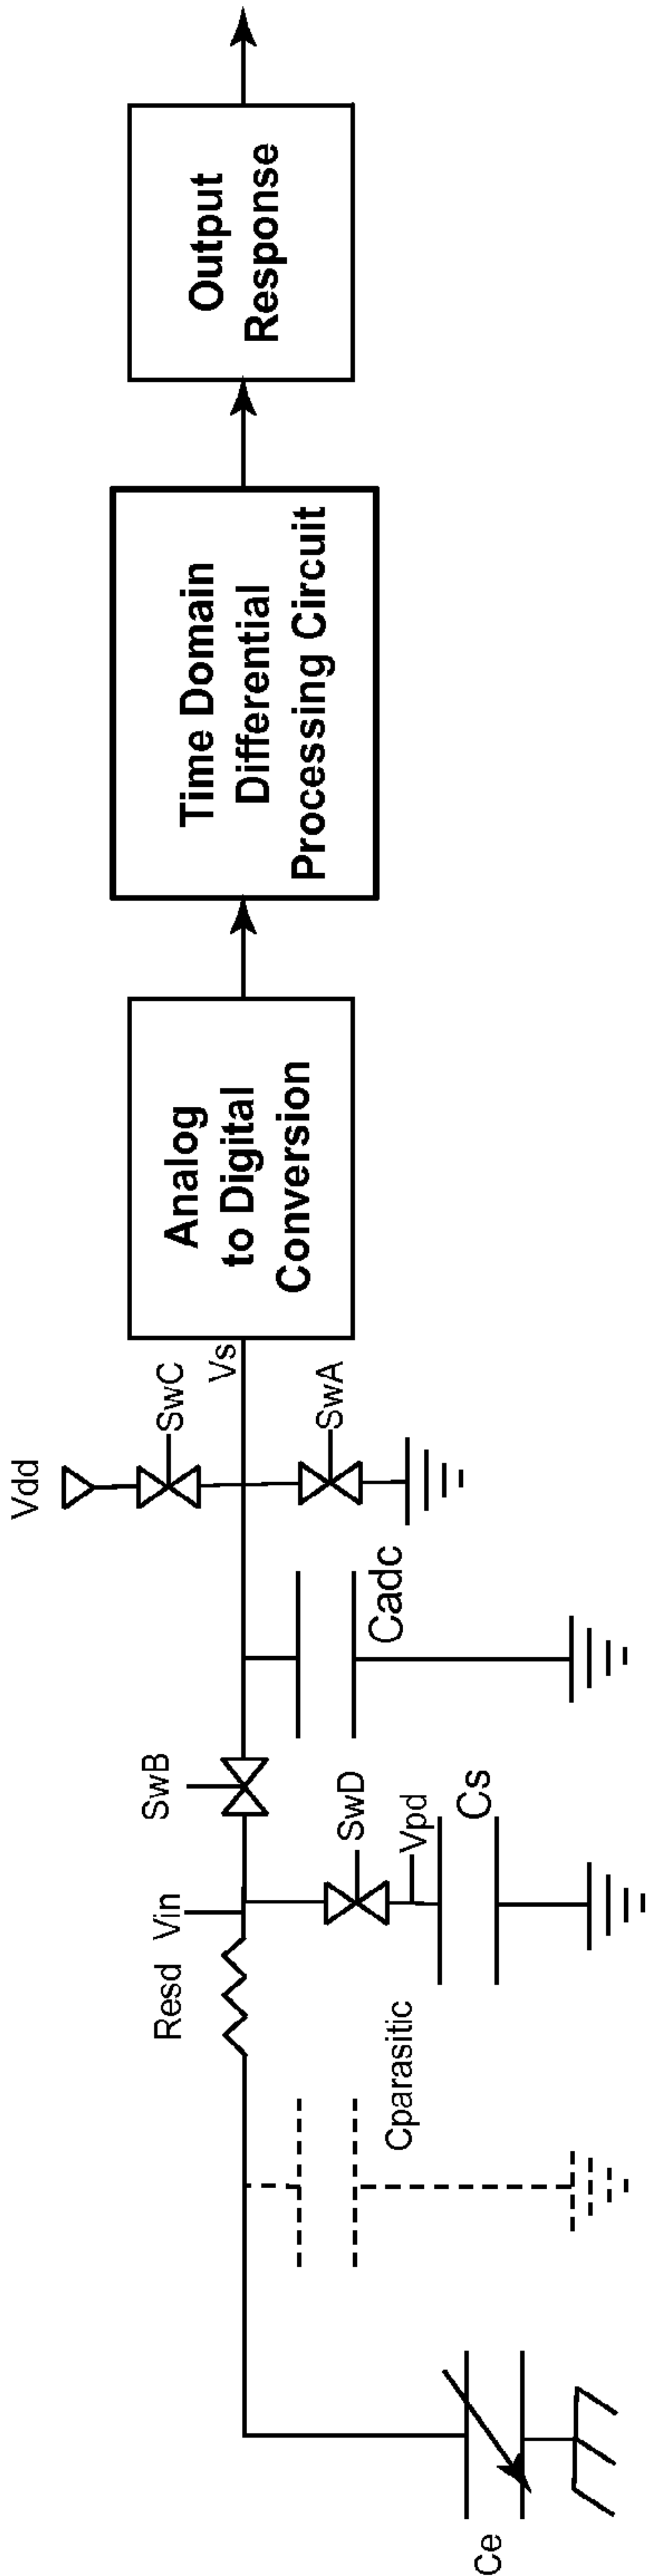 Ce
Cparasitic
Resd
Vin
SwD
Vpd
Cs
SwB
Cadc
Vdd
SwC
Vs
SwA
Analog
to Digital
Conversion
Time Domain
Differential
Processing Circuit
Output
Response